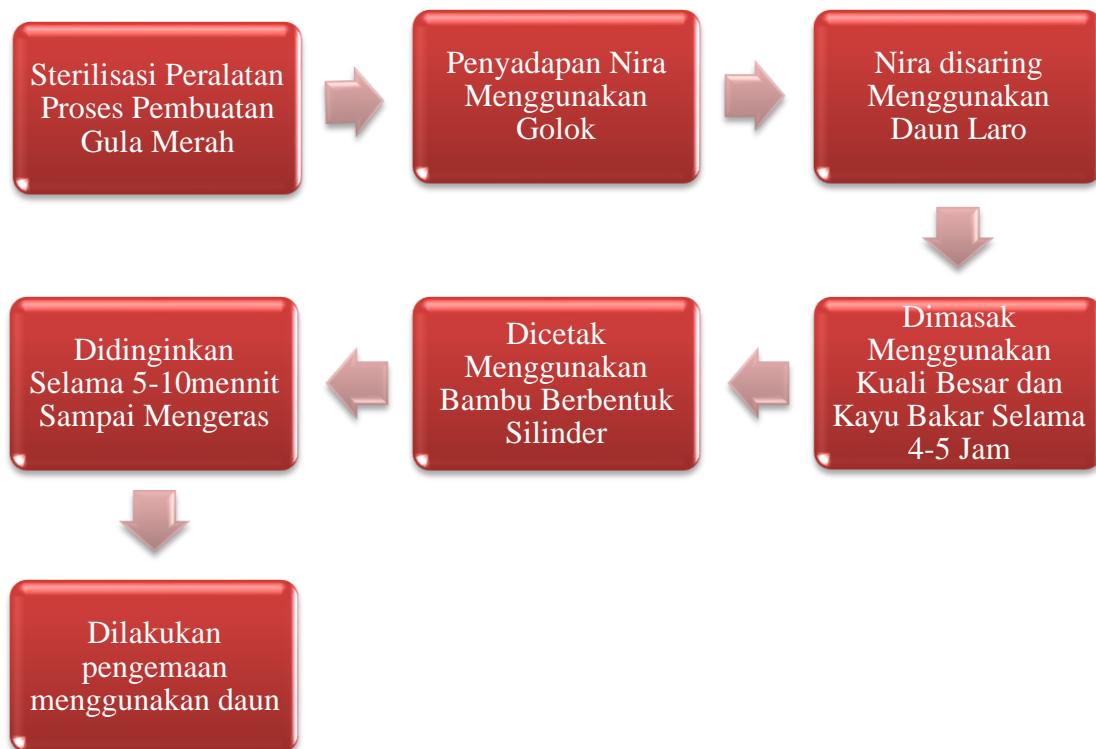 Sterilisasi Peralatan
Proses Pembuatan
Gula Merah
Penyadapan Nira
Menggunakan
Golok
Nira disaring
Menggunakan
Daun Laro
Dimasak
Menggunakan
Kuali Besar dan
Kayu Bakar Selama
4-5 Jam
Dicetak
Menggunakan
Bambu Berbentuk
Silinder
Didinginkan
Selama 5-10mennit
Sampai Mengeras
Dilakukan
pengemaan
menggunakan daun